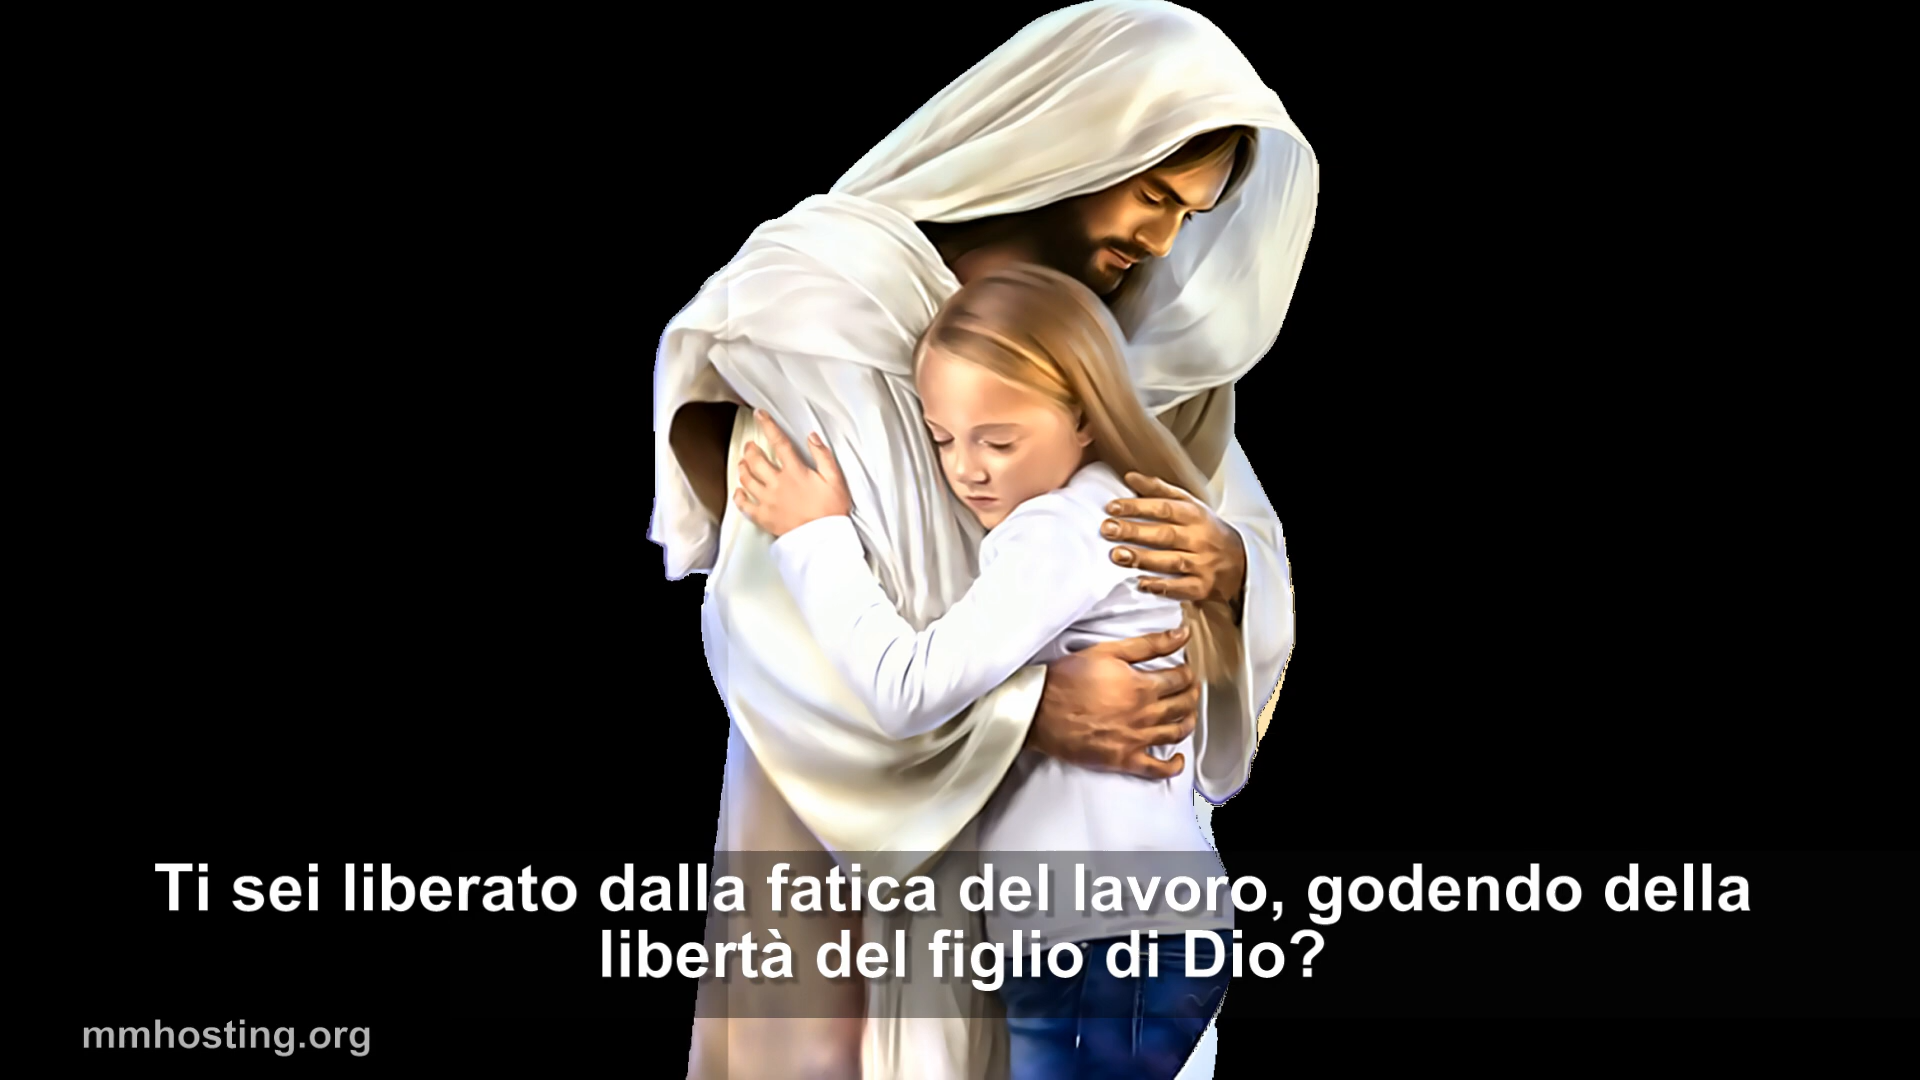 Ti sei liberato dalla fatica del lavoro, godendo della
libertà del figlio di Dio?
mmhosting.org